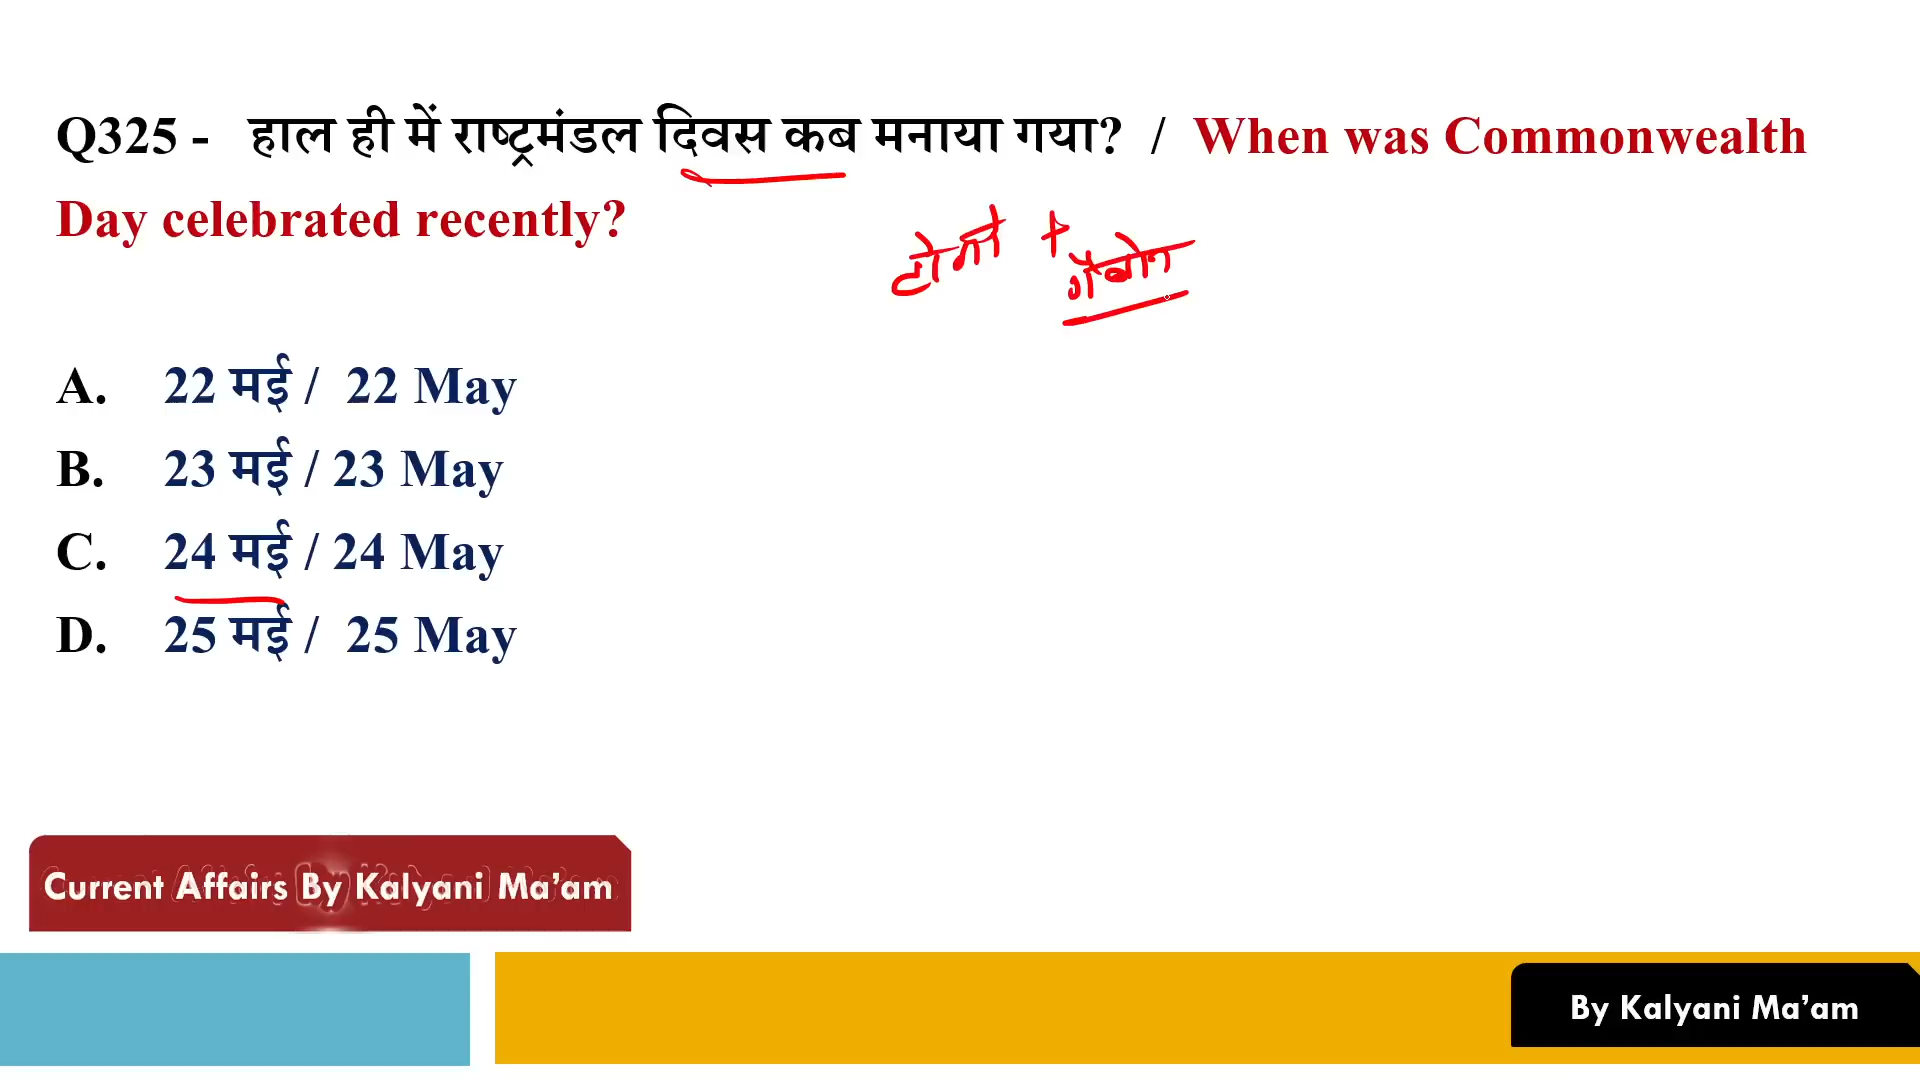 Q325 - हाल ही में राष्ट्रमंडल दिवस कब मनाया गया? / When was Commonwealth
Day celebrated recently?
टोगो +
गैबोन
A. 22 मई / 22 May
B. 23 मई / 23 May
C. 24 मई / 24 May
D. 25 मई / 25 May
Current Affairs By Kalyani Ma’am
By Kalyani Ma’am